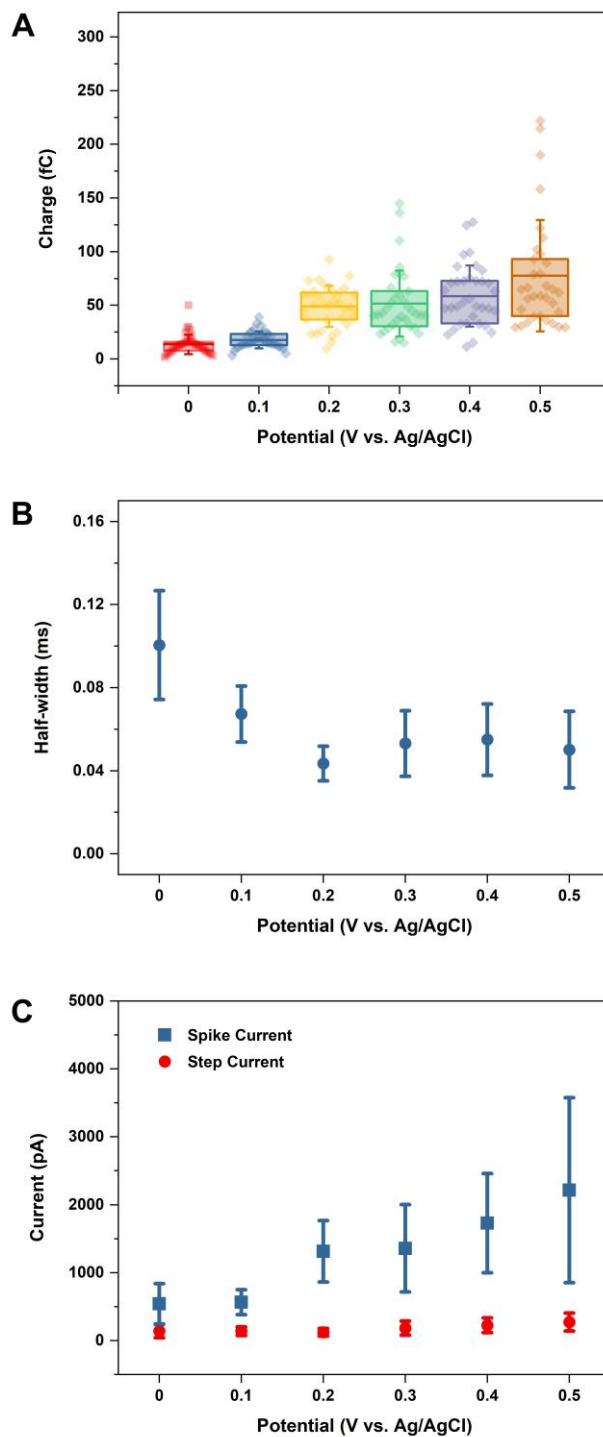 A
300
250
200
150
100
50
0
Charge (fC)
0 0.1 0.2 0.3 0.4 0.5
Potential (V vs. Ag/AgCl)
B
0.16
0.12
0.08
0.04
0.00
Half-width (ms)
0 0.1 0.2 0.3 0.4 0.5
Potential (V vs. Ag/AgCl)
C
5000
4000
3000
2000
1000
0
Current (pA)
Spike Current
Step Current
0 0.1 0.2 0.3 0.4 0.5
Potential (V vs. Ag/AgCl)